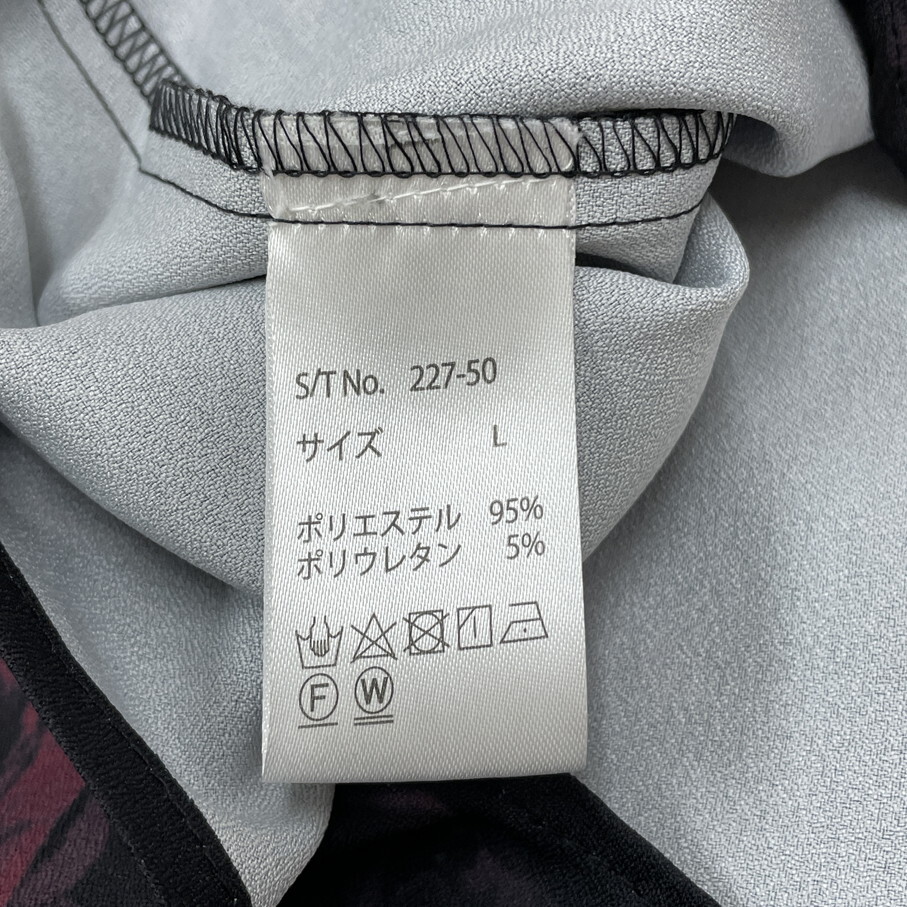 S/T No. 227-50
サイズ L
ポリエステル 95%
ポリウレタン 5%
F W